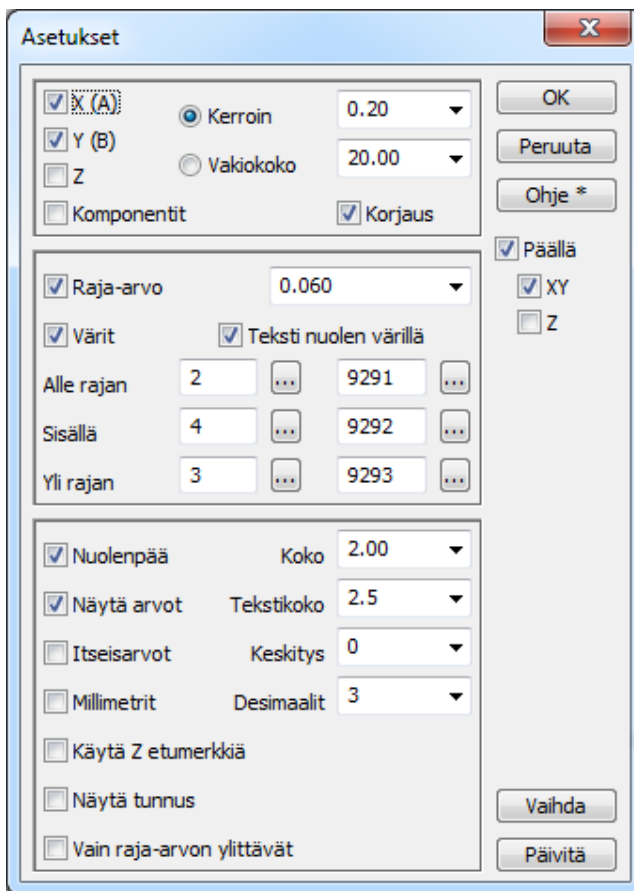 Asetukset
X (A) Kerroin 0.20 OK
Y (B) Vakiokoko 20.00 Peruuta
Z Ohje *
Komponentit Korjaus
Päällä
Raja-arvo 0.060 XY
Värit Teksti nuolen värillä Z
Alle rajan 2 ... 9291 ...
Sisällä 4 ... 9292 ...
Yli rajan 3 ... 9293 ...
Nuolenpää Koko 2.00
Näytä arvot Tekstikoko 2.5
Itseisarvot Keskitys 0
Millimetrit Desimaalit 3
Käytä Z etumerkkiä
Näytä tunnus Vaihda
Vain raja-arvon ylittävät Päivitä